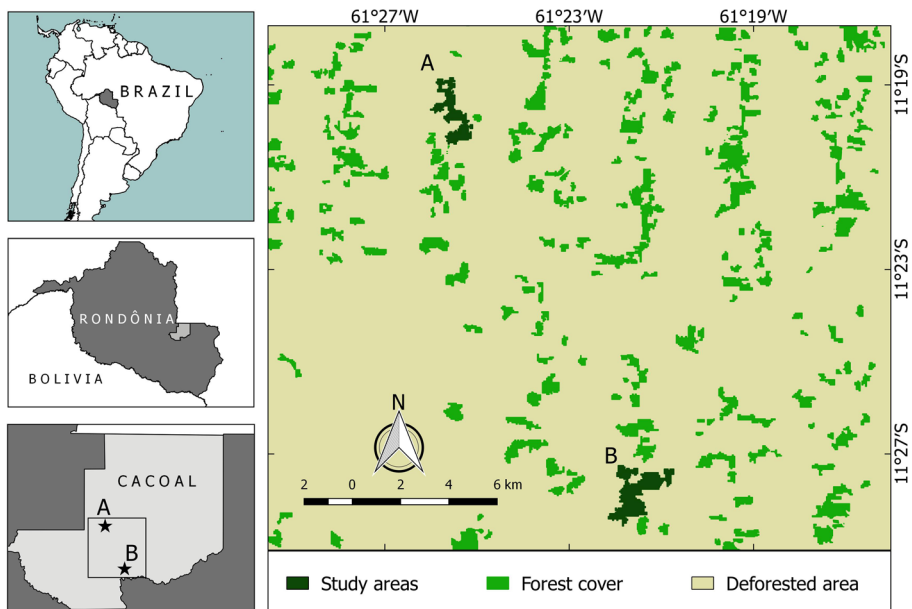 BRAZIL
RONDÔNIA
BOLIVIA
CACOAL
A
B
61°27'W 61°23'W 61°19'W
A
11°19'S
11°23'S
11°27'S
N
B
2 0 2 4 6 km
Study areas Forest cover Deforested area